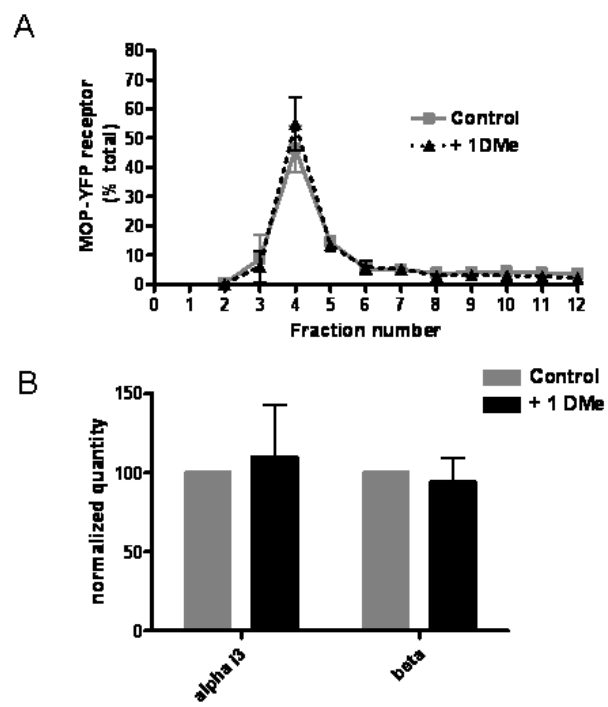 A
80
70
60
50
40
30
20
10
0
MOP-YFP receptor
(% total)
Control
+ 1DMe
0 1 2 3 4 5 6 7 8 9 10 11 12
Fraction number
B
150
100
50
0
normalized quantity
Control
+ 1 DMe
alpha i3
beta